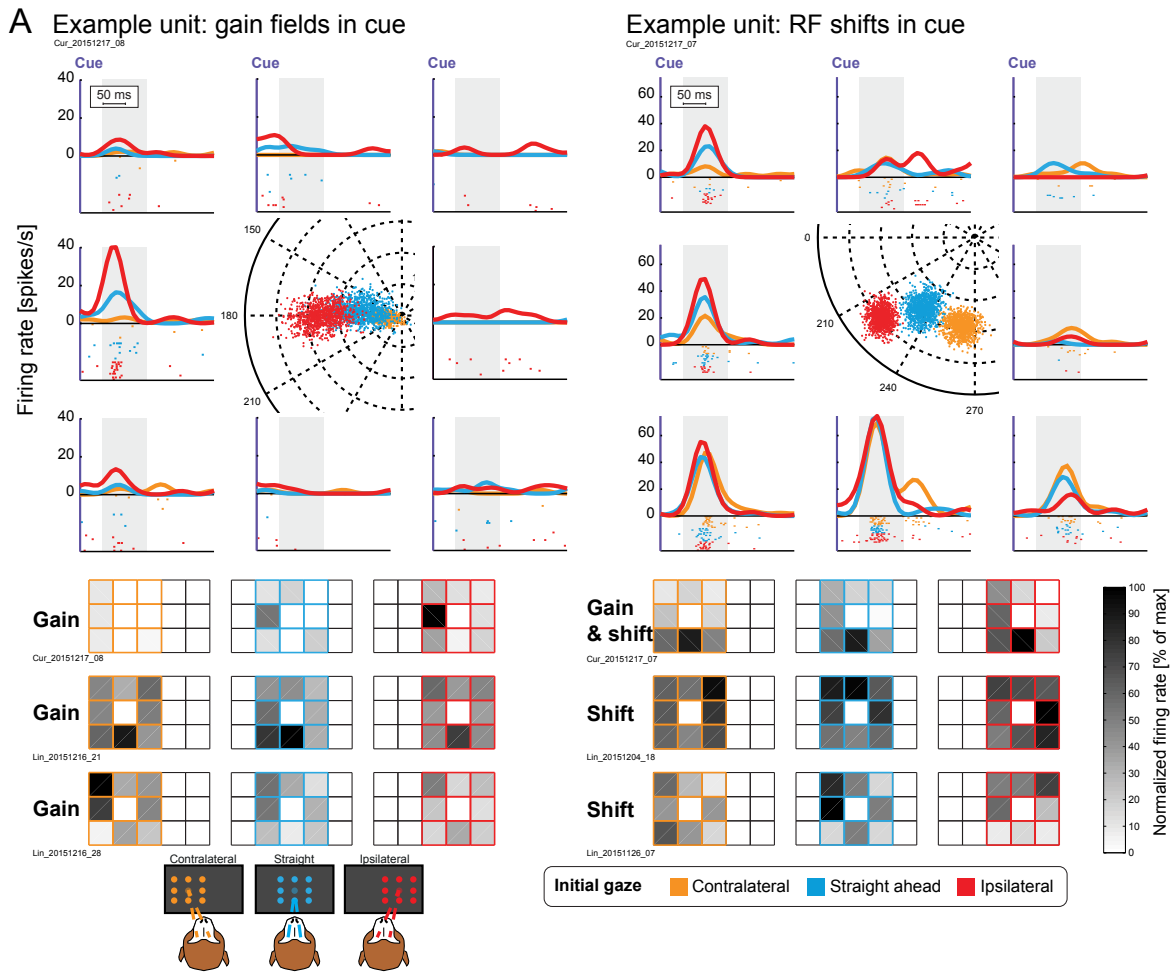 A Example unit: gain fields in cue
Cur_20151217_08
Cue Cue Cue
40
50 ms
20
0
40
20
0
40
20
0
Firing rate [spikes/s]
150
180
210
Example unit: RF shifts in cue
Cur_20151217_07
Cue Cue Cue
50 ms
60
40
20
0
60
40
20
0
60
40
20
0
0
210
240
270
Gain
Cur_20151217_08
Gain
Lin_20151216_21
Gain
Lin_20151216_28
Gain
& shift
Cur_20151217_07
Shift
Lin_20151204_18
Shift
Lin_20151126_07
100
90
80
70
60
50
40
30
20
10
0
Normalized firing rate [% of max]
Contralateral Straight Ipsilateral
Initial gaze Contralateral Straight ahead Ipsilateral